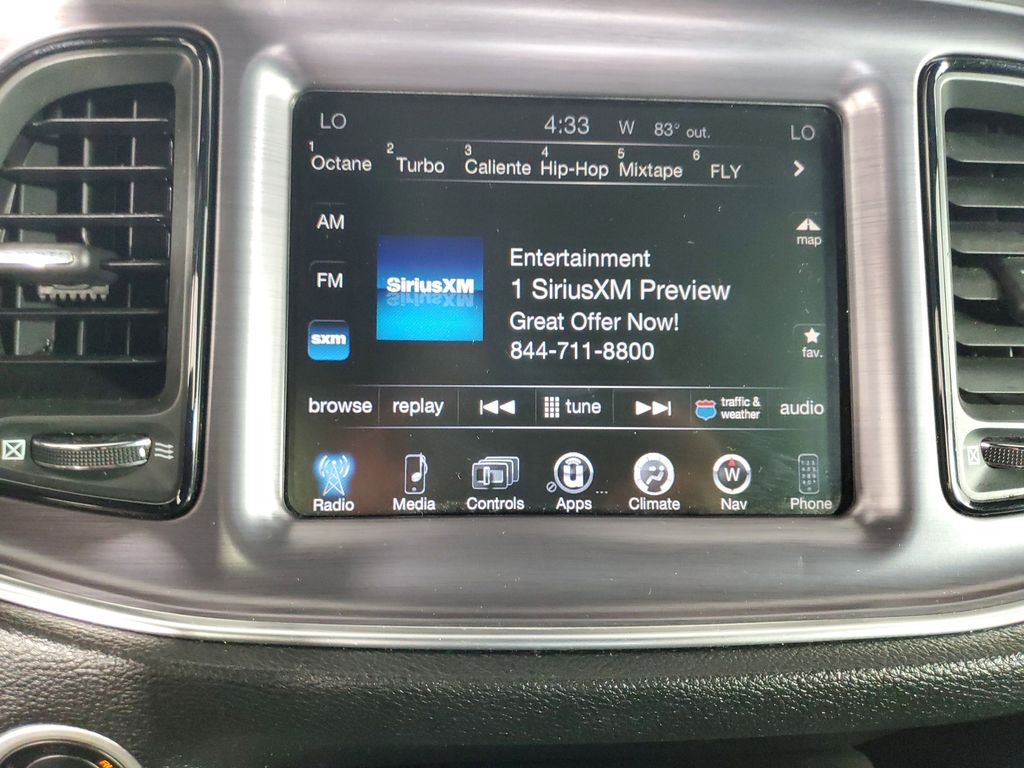 LO 4:33 W 83° out. LO
1 Octane 2 Turbo 3 Caliente 4 Hip-Hop 5 Mixtape 6 FLY
AM
map
SiriusXM
Entertainment
FM
1 SiriusXM Preview
Great Offer Now!
sxm
fav.
844-711-8800
browse replay tune traffic & weather audio
W
Radio Media Controls Apps Climate Nav Phone